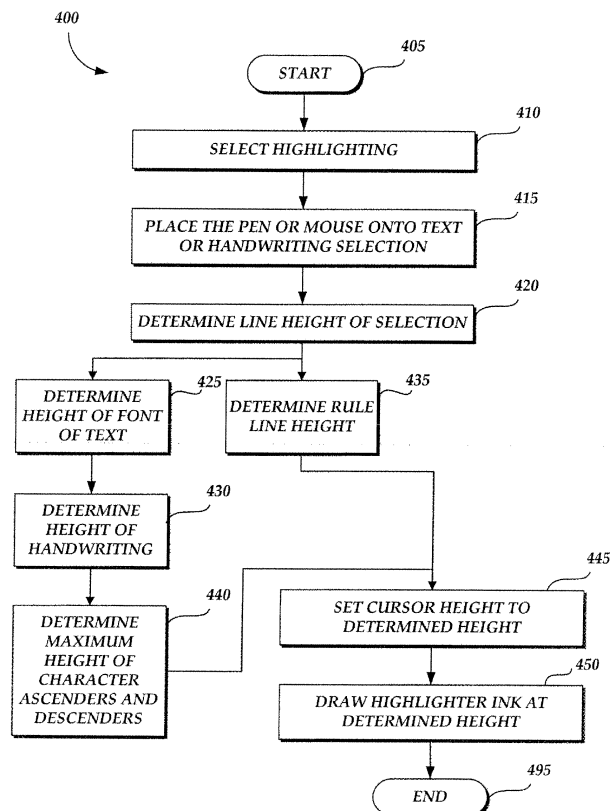 400
START
405
410
SELECT HIGHLIGHTING
415
PLACE THE PEN OR MOUSE ONTO TEXT
OR HANDWRITING SELECTION
420
DETERMINE LINE HEIGHT OF SELECTION
DETERMINE
HEIGHT OF FONT
OF TEXT
425
DETERMINE RULE
LINE HEIGHT
435
DETERMINE
HEIGHT OF
HANDWRITING
430
DETERMINE
MAXIMUM
HEIGHT OF
CHARACTER
ASCENDERS AND
DESCENDERS
440
445
SET CURSOR HEIGHT TO
DETERMINED HEIGHT
450
DRAW HIGHLIGHTER INK AT
DETERMINED HEIGHT
END
495